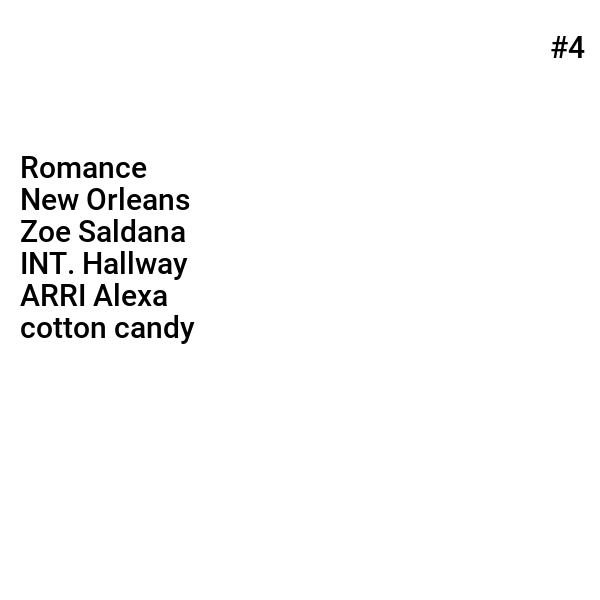 #4
Romance
New Orleans
Zoe Saldana
INT. Hallway
ARRI Alexa
cotton candy